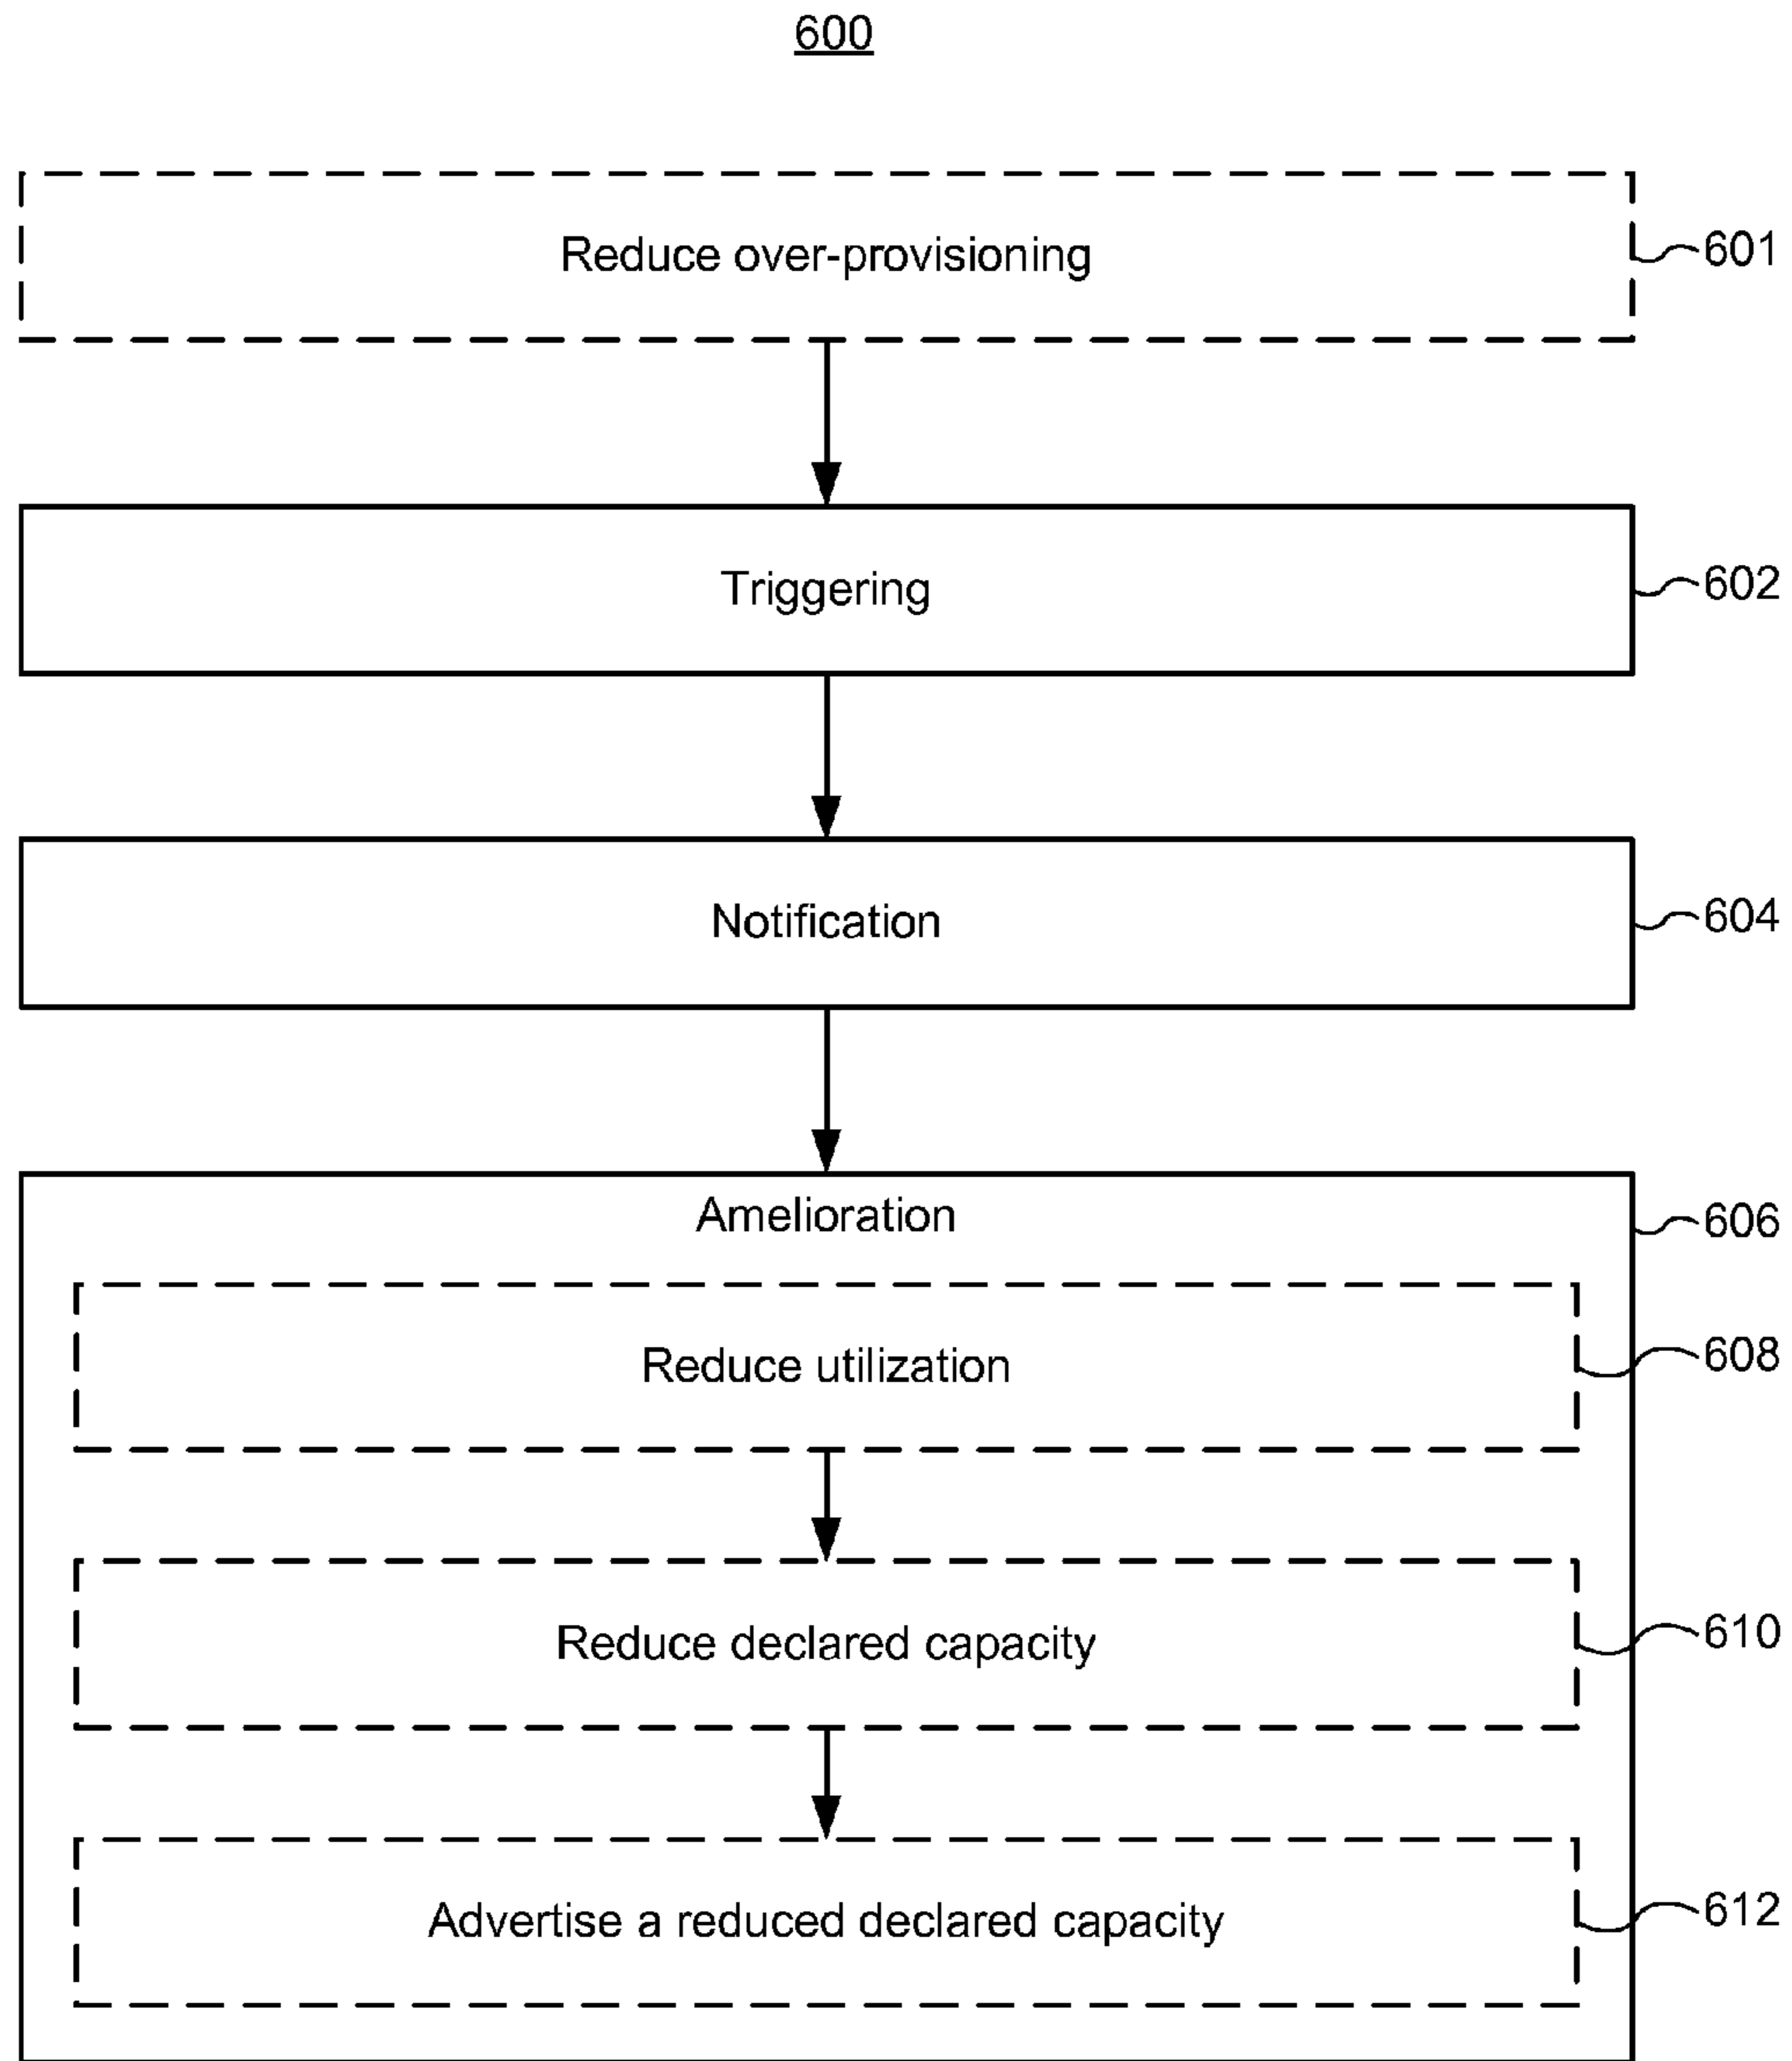 600
Reduce over-provisioning
601
Triggering
602
Notification
604
Amelioration
606
Reduce utilization
608
Reduce declared capacity
610
Advertise a reduced declared capacity
612